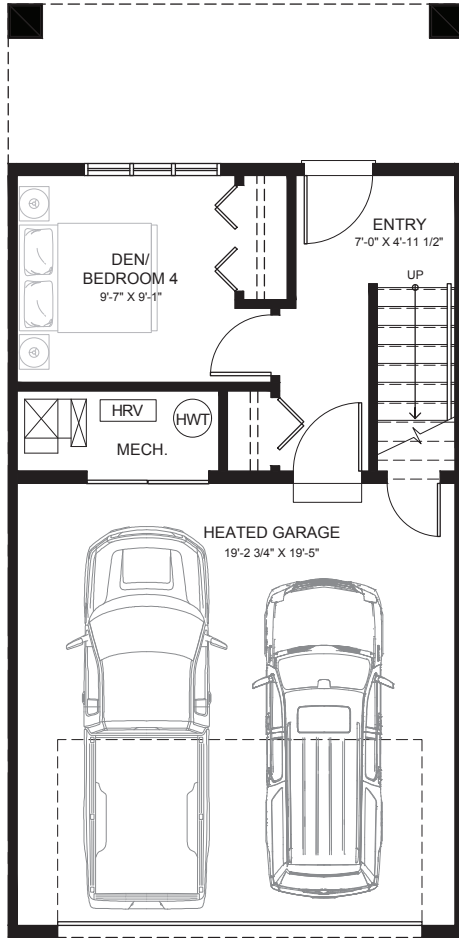 ENTRY
7'-0" X 4'-11 1/2"
DEN/
BEDROOM 4
9'-7" X 9'-1"
UP
HRV
HWT
MECH.
HEATED GARAGE
19'-2 3/4" X 19'-5"